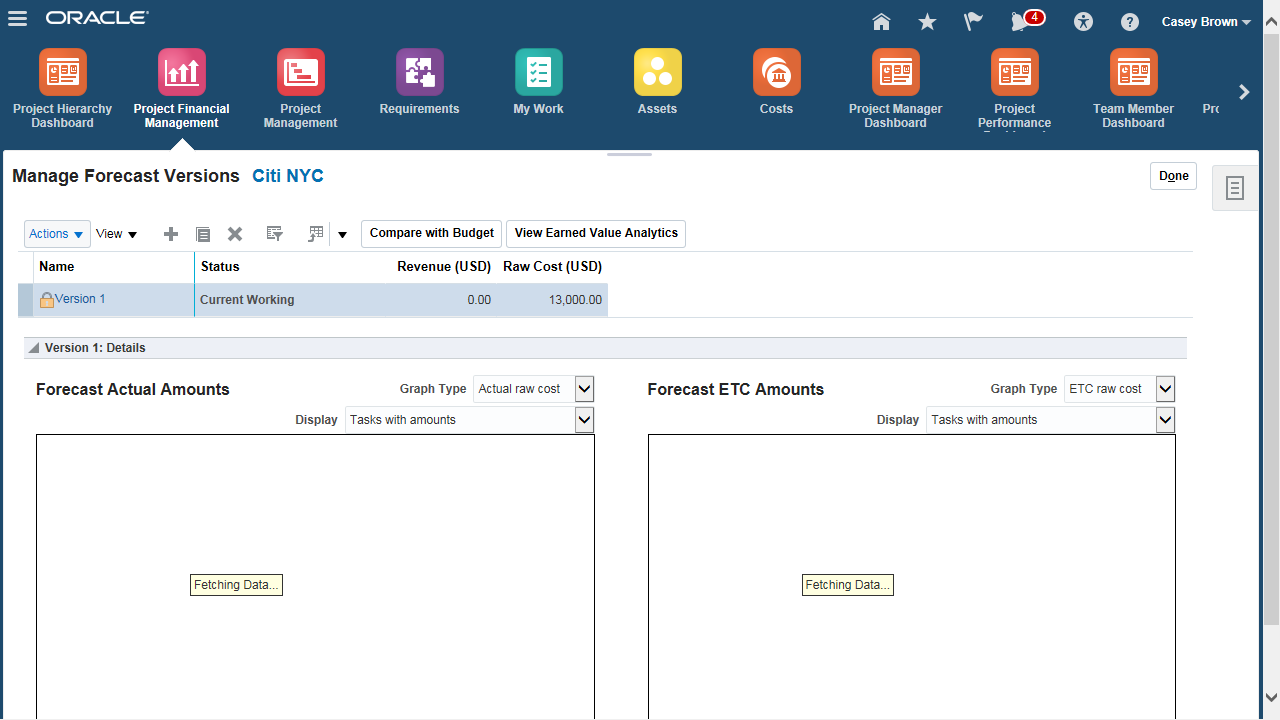 ORACLE
4
Casey Brown
Project Hierarchy
Dashboard
Project Financial
Management
Project
Management
Requirements
My Work
Assets
Costs
Project Manager
Dashboard
Project
Performance
Team Member
Dashboard
Pro
Manage Forecast Versions Citi NYC
Done
Actions View Compare with Budget View Earned Value Analytics
Name Status Revenue (USD) Raw Cost (USD)
Version 1 Current Working 0.00 13,000.00
Version 1: Details
Forecast Actual Amounts Graph Type Actual raw cost
Display Tasks with amounts
Fetching Data...
Forecast ETC Amounts Graph Type ETC raw cost
Display Tasks with amounts
Fetching Data...